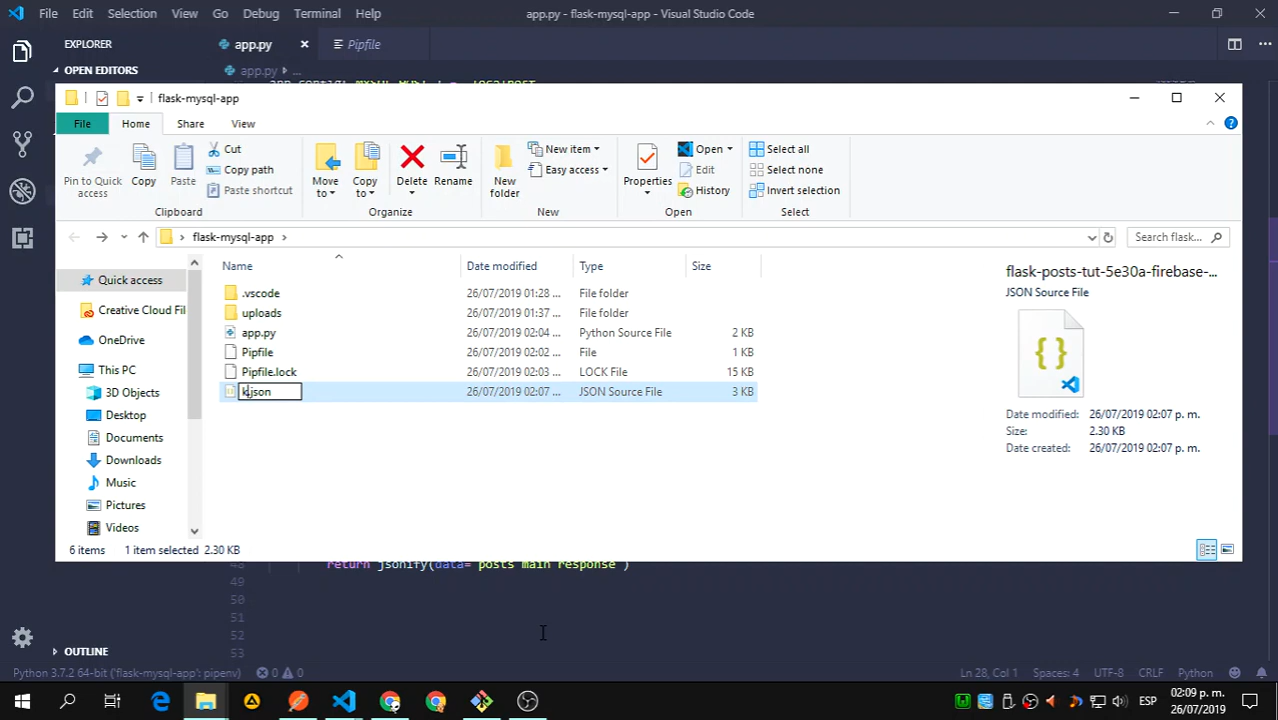 File Edit Selection View Go Debug Terminal Help app.py - flask-mysql-app - Visual Studio Code
EXPLORER app.py Pipfile
OPEN EDITORS app.py ...
flask-mysql-app
File Home Share View
Pin to Quick access
Copy
Paste
Cut
Copy path
Paste shortcut
Clipboard
Move to
Copy to
Delete
Rename
Organize
New folder
New item
Easy access
New
Properties
Open
Edit
History
Open
Select all
Select none
Invert selection
Select
flask-mysql-app Search flask...
Name Date modified Type Size
.vscode 26/07/2019 01:28 ... File folder
uploads 26/07/2019 01:37 ... File folder
app.py 26/07/2019 02:04 ... Python Source File 2 KB
Pipfile 26/07/2019 02:02 ... File 1 KB
Pipfile.lock 26/07/2019 02:03 ... LOCK File 15 KB
k.json 26/07/2019 02:07 ... JSON Source File 3 KB
Quick access
Creative Cloud Fil
OneDrive
This PC
3D Objects
Desktop
Documents
Downloads
Music
Pictures
Videos
flask-posts-tut-5e30a-firebase-...
JSON Source File
Date modified: 26/07/2019 02:07 p. m.
Size: 2.30 KB
Date created: 26/07/2019 02:07 p. m.
6 items 1 item selected 2.30 KB
48 return jsonify(data='posts main response')
49
50
51
52
53
OUTLINE
Python 3.7.2 64-bit ('flask-mysql-app': pipenv) 0 0 Ln 28, Col 1 Spaces: 4 UTF-8 CRLF Python
ESP 02:09 p. m.
26/07/2019